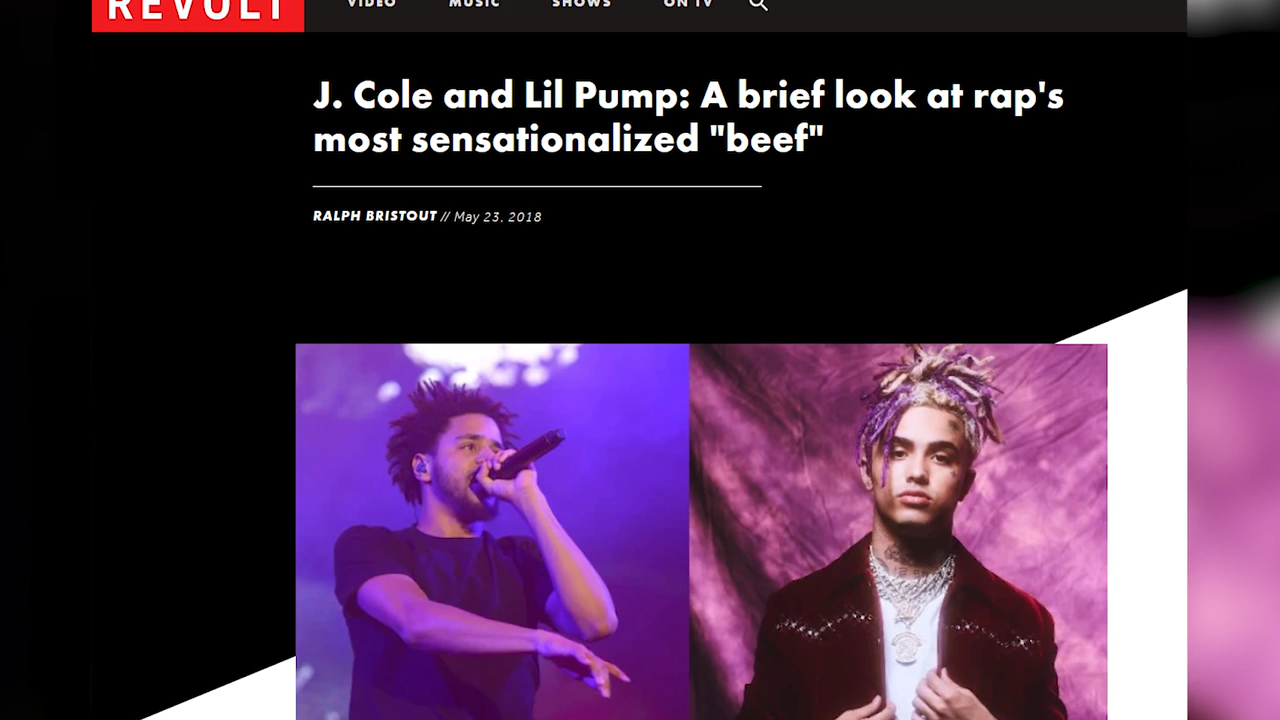 REVOLT
VIDEO MUSIC SHOWS ON TV
J. Cole and Lil Pump: A brief look at rap's
most sensationalized "beef"
RALPH BRISTOUT // May 23, 2018